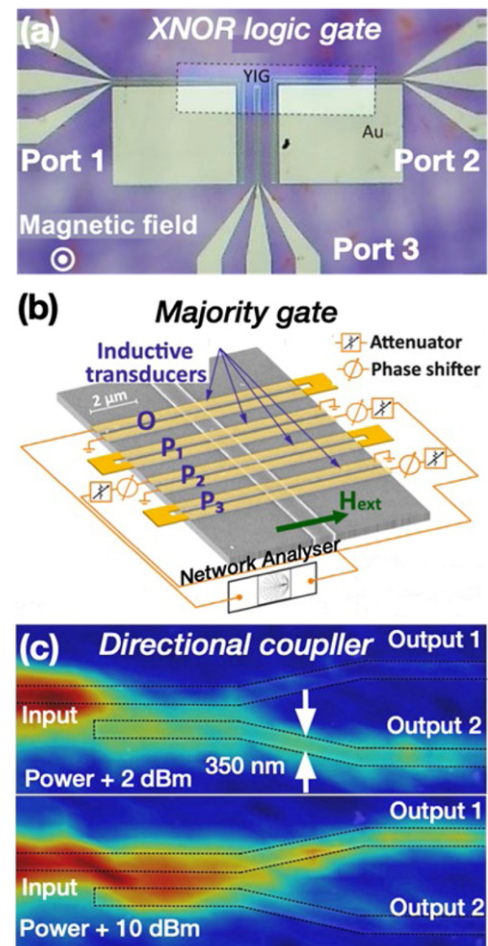 (a) XNOR logic gate
YIG
Au
Port 1
Port 2
Magnetic field
Port 3
(b) Majority gate
Inductive
transducers
Attenuator
Phase shifter
2 μm
O
P1
P2
P3
Hext
Network Analyser
(c) Directional coupller
Output 1
Input
Output 2
Power + 2 dBm
350 nm
Output 1
Input
Output 2
Power + 10 dBm